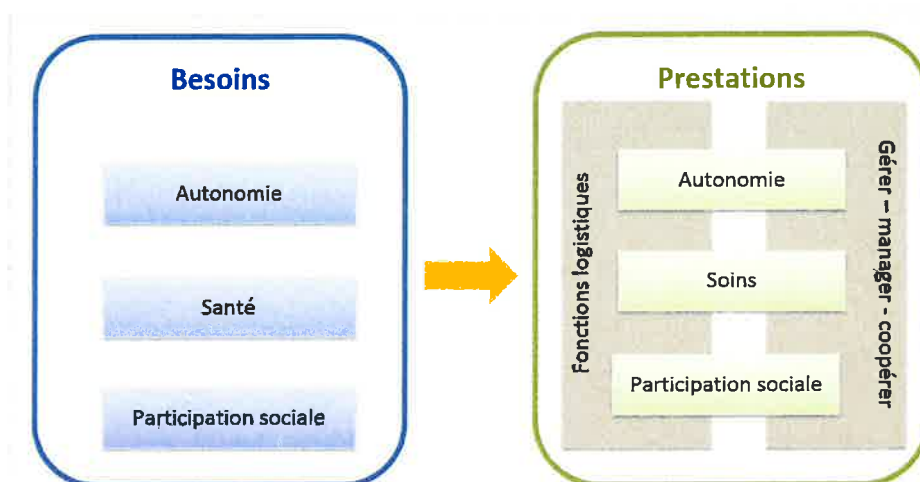 Besoins
Autonomie
Santé
Participation sociale
Prestations
Fonctions logistiques
Autonomie
Soins
Participation sociale
Gérer – manager - coopérer